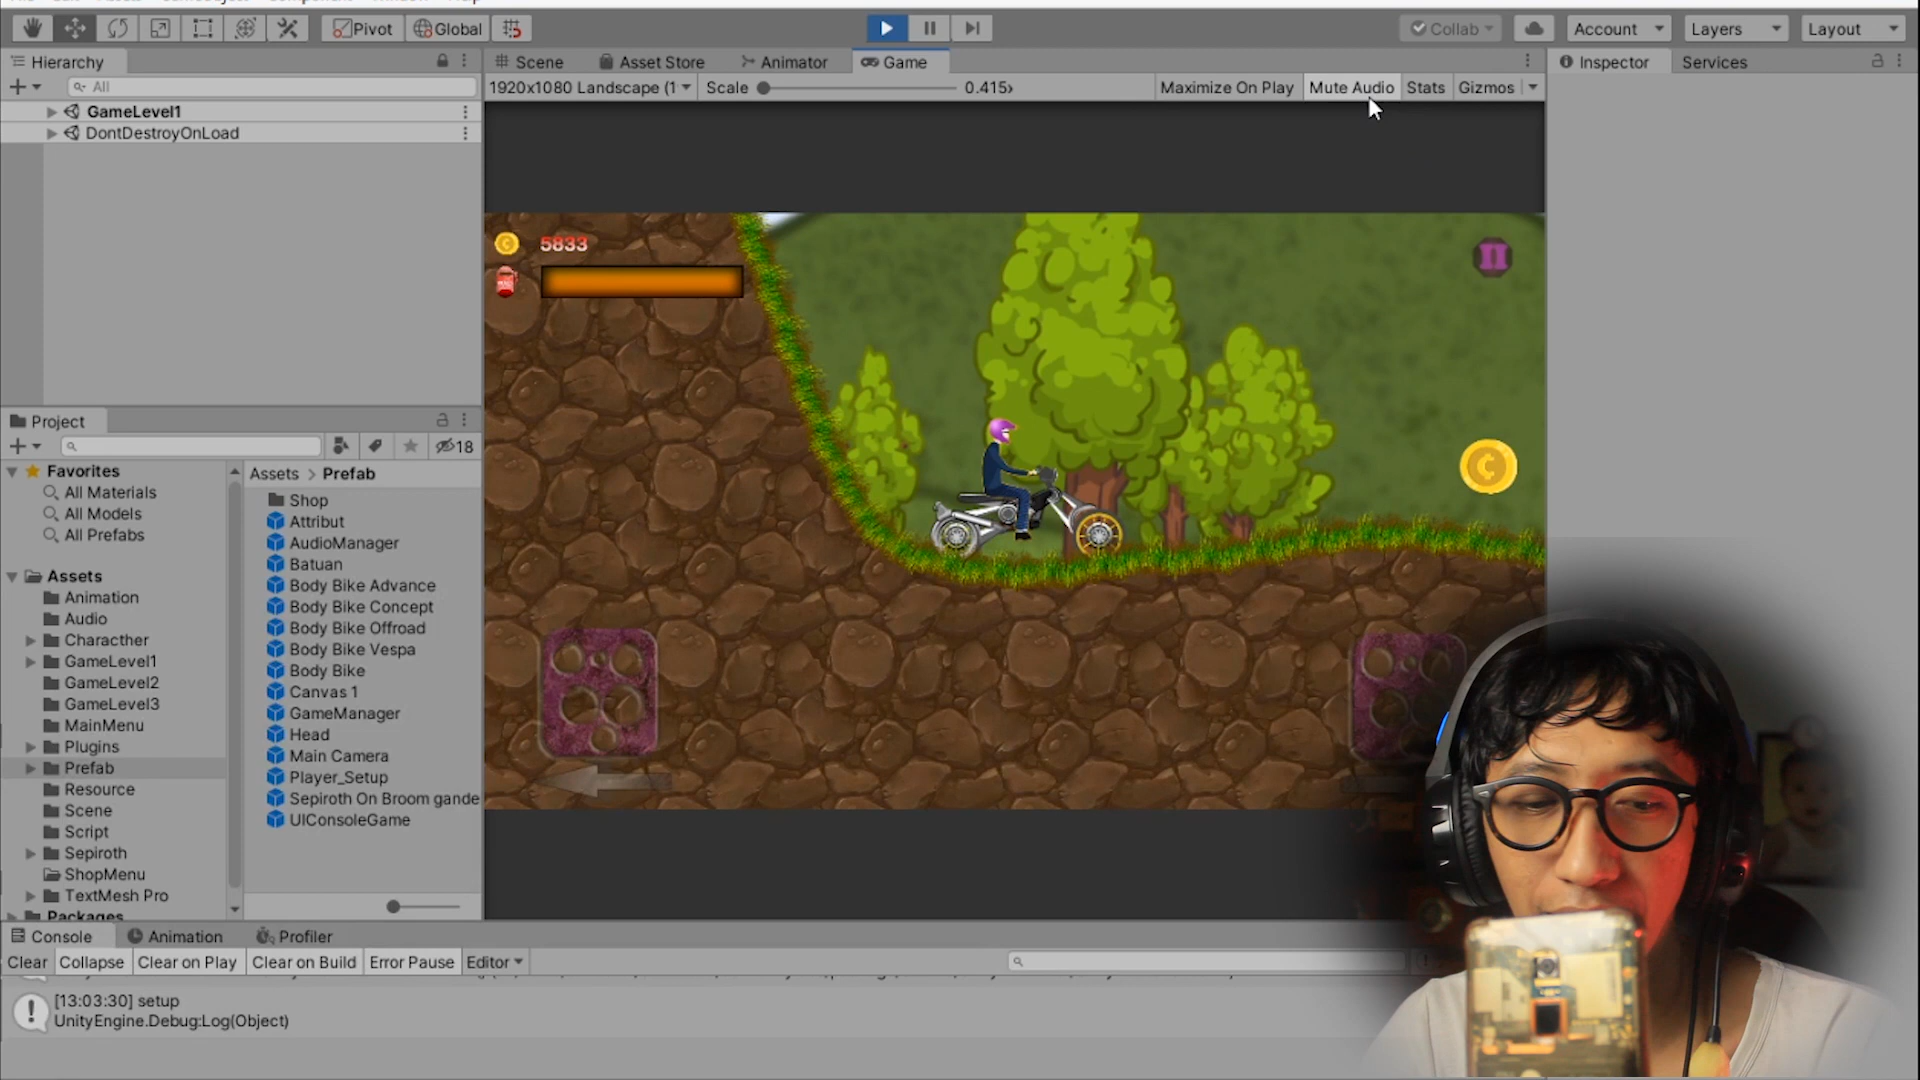 Pivot Global Collab Account Layers Layout
Hierarchy Scene Asset Store Animator Game Inspector Services
All 1920x1080 Landscape (1 Scale 0.415x Maximize On Play Mute Audio Stats Gizmos
GameLevel1
DontDestroyOnLoad
5833
Project
18
Favorites
All Materials
All Models
All Prefabs
Assets
Animation
Audio
Characther
GameLevel1
GameLevel2
GameLevel3
MainMenu
Plugins
Prefab
Resource
Scene
Script
Sepiroth
ShopMenu
TextMesh Pro
Packages
Assets > Prefab
Shop
Attribut
AudioManager
Batuan
Body Bike Advance
Body Bike Concept
Body Bike Offroad
Body Bike Vespa
Body Bike
Canvas 1
GameManager
Head
Main Camera
Player_Setup
Sepiroth On Broom gande
UIConsoleGame
Console Animation Profiler
Clear Collapse Clear on Play Clear on Build Error Pause Editor
[13:03:30] setup
UnityEngine.Debug:Log(Object)